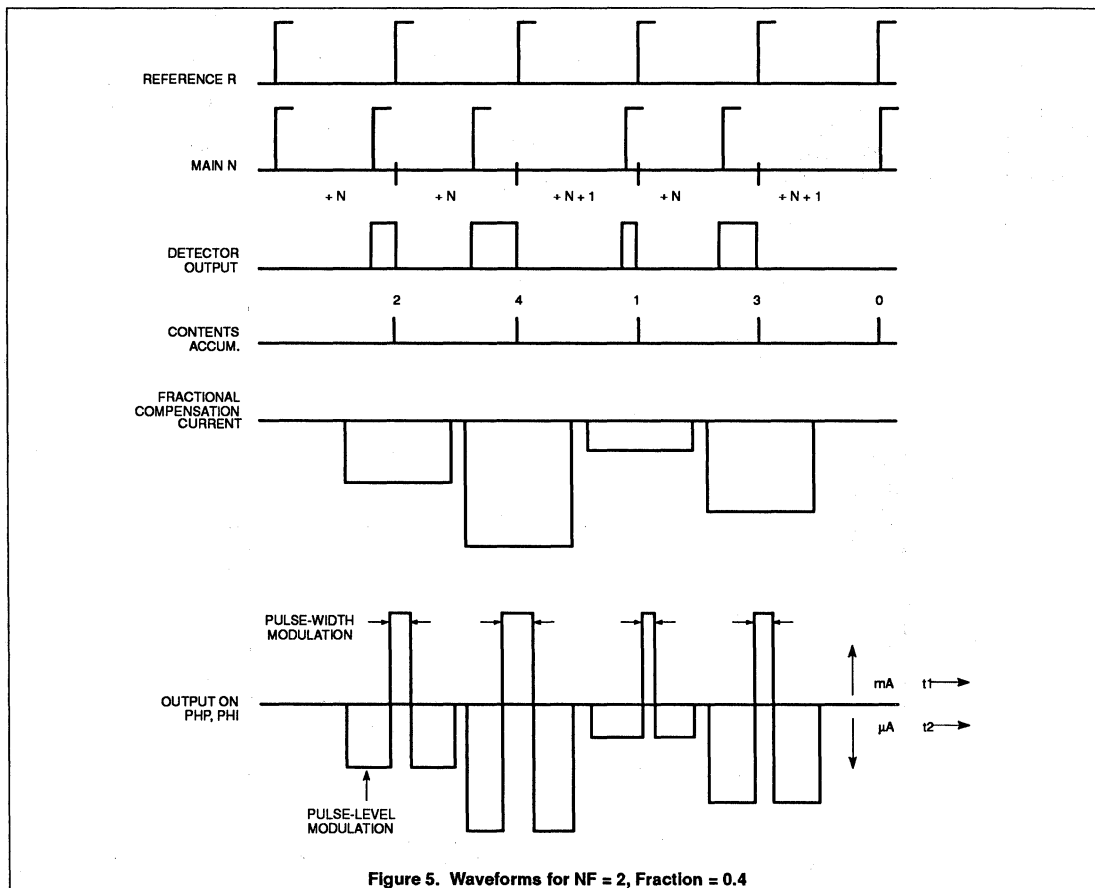 REFERENCE R
MAIN N
+ N + N + N + 1 + N + N + 1
DETECTOR
OUTPUT
2 4 1 3 0
CONTENTS
ACCUM.
FRACTIONAL
COMPENSATION
CURRENT
PULSE-WIDTH
MODULATION
mA t1
OUTPUT ON
PHP, PHI
µA t2
PULSE-LEVEL
MODULATION
Figure 5. Waveforms for NF = 2, Fraction = 0.4